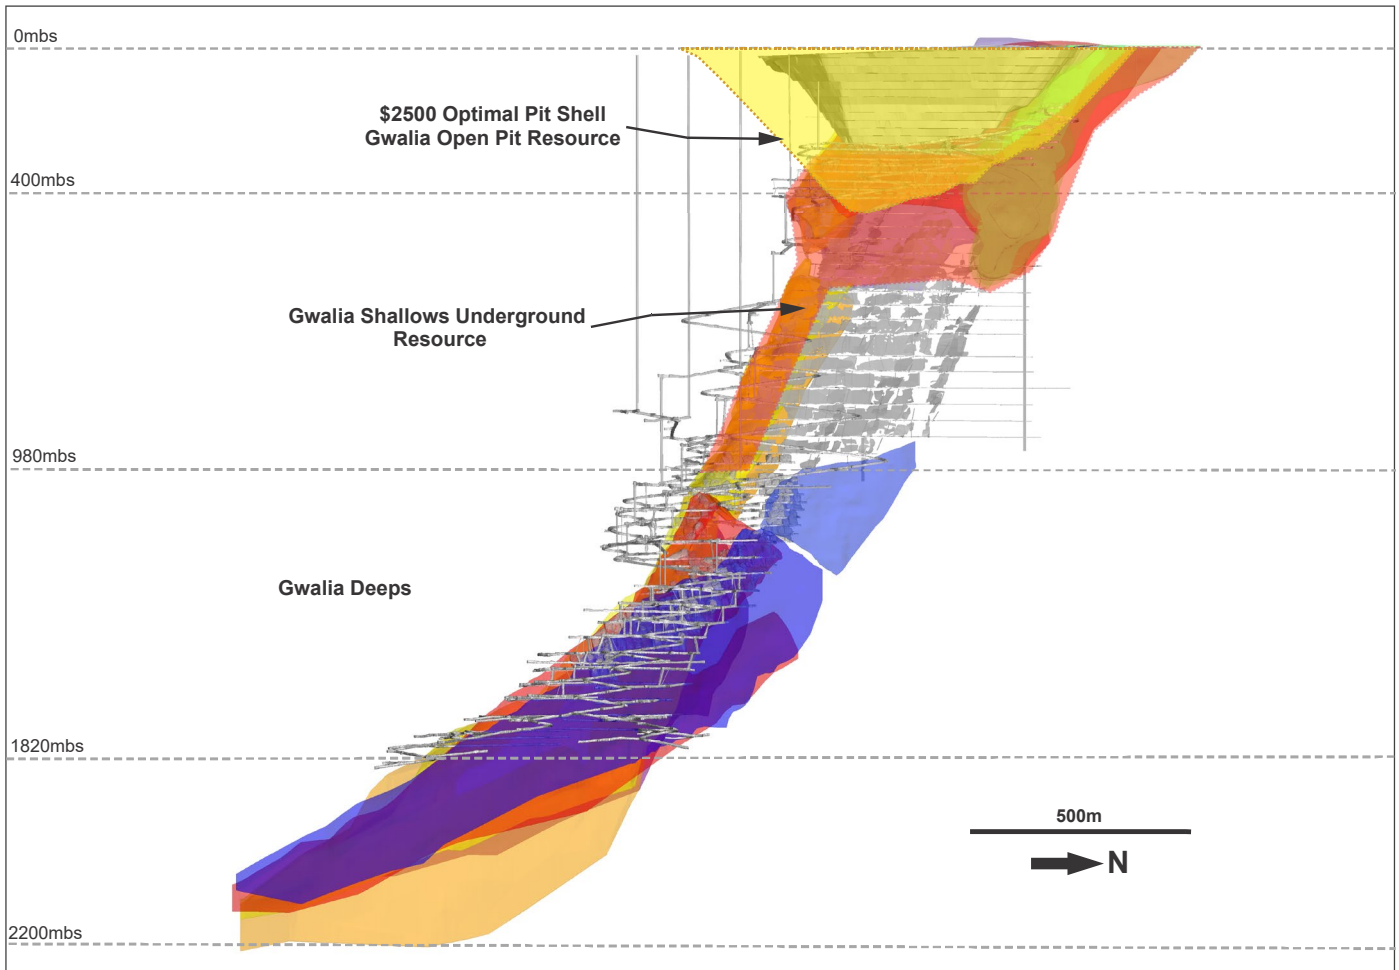 0mbs
$2500 Optimal Pit Shell
Gwalia Open Pit Resource
400mbs
Gwalia Shallows Underground
Resource
980mbs
Gwalia Deeps
1820mbs
500m
N
2200mbs